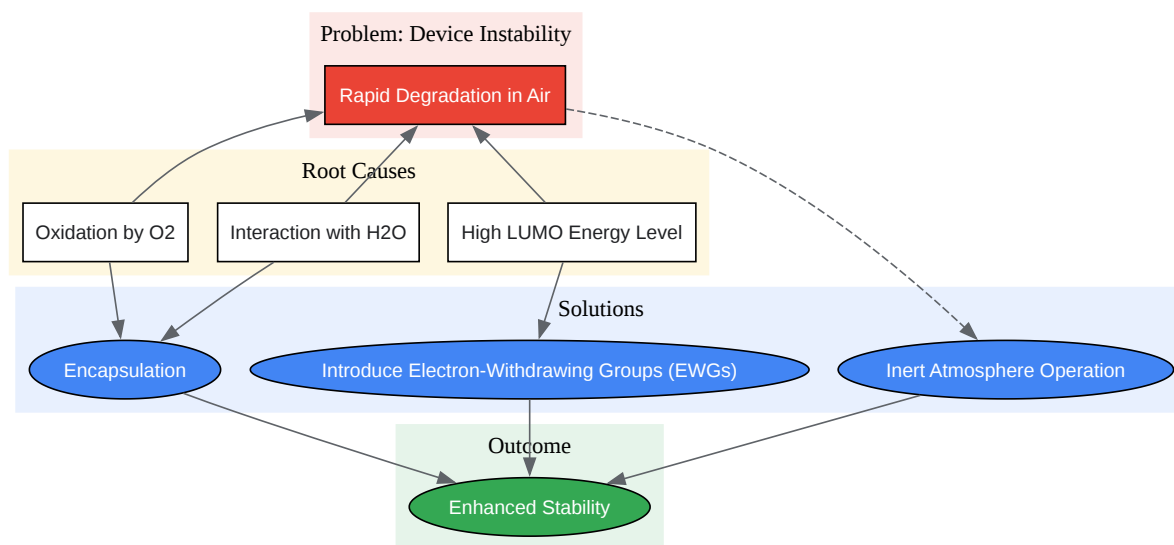 Problem: Device Instability
Rapid Degradation in Air
Root Causes
Oxidation by O2
Interaction with H2O
High LUMO Energy Level
Solutions
Encapsulation
Introduce Electron-Withdrawing Groups (EWGs)
Inert Atmosphere Operation
Outcome
Enhanced Stability